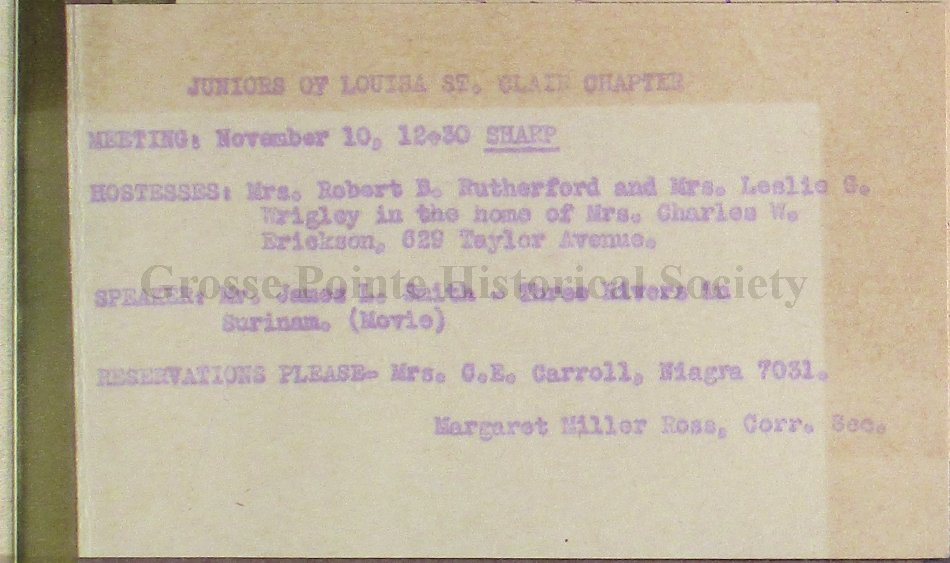 JUNIORS OF LOUISA ST. CLAIR CHAPTER
MEETING: November 10, 12:30 SHARP
HOSTESSES: Mrs. Robert B. Rutherford and Mrs. Leslie G.
Wrigley in the home of Mrs. Charles W.
Erickson, 629 Taylor Avenue.
Grosse Pointe Historical Society
SPEAKER: Mr. James L. Smith - Three Rivers in
Surinam. (Movie)
RESERVATIONS PLEASE- Mrs. C.E. Carroll, Niagra 7031.
Margaret Miller Ross, Corr. Sec.